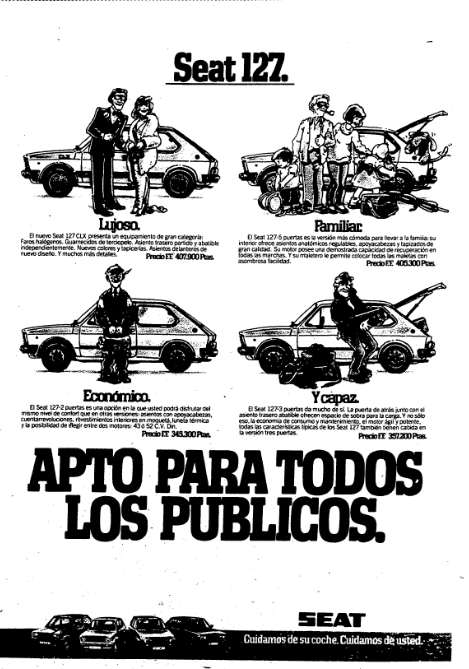 Seat 127.
Lujoso.
El nuevo Seat 127 CLX presenta un equipamiento de gran categoría:
Faros halógenos. Guarnecidos de terciopelo. Asiento trasero partido y abatible
independientemente. Nuevos colores y tapicerías. Asientos delanteros de
nuevo diseño. Y muchos más detalles.
Precio F.F. 407.900 Ptas.
Familiar.
El Seat 127-5 puertas es la versión más cómoda para llevar a la familia: su
interior ofrece asientos anatómicos regulables, apoyacabezas y tapizados de
gran calidad. Su motor posee una demostrada capacidad de recuperación en
todas las marchas. Y su maletero le permite colocar todas las maletas con
asombrosa facilidad.
Precio F.F. 405.300 Ptas.
Económico.
El Seat 127-2 puertas es una opción en la que usted podrá disfrutar del
mismo nivel de confort que en otras versiones: asientos con apoyacabezas,
cuentarrevoluciones, revestimientos interiores en moqueta, luneta térmica
y la posibilidad de elegir entre dos motores: 43 ó 52 C.V. Din.
Precio F.F. 345.300 Ptas.
Y capaz.
El Seat 127-3 puertas da mucho de sí. La puerta de atrás junto con el
asiento trasero abatible ofrecen espacio de sobra para la carga. Y no sólo
eso, la economía de consumo y mantenimiento, el motor ágil y potente,
todas las características típicas de los Seat 127 también tienen cabida en
la versión tres puertas.
Precio F.F. 357.200 Ptas.
APTO PARA TODOS
LOS PUBLICOS.
SEAT
Cuidamos de su coche. Cuidamos de usted.